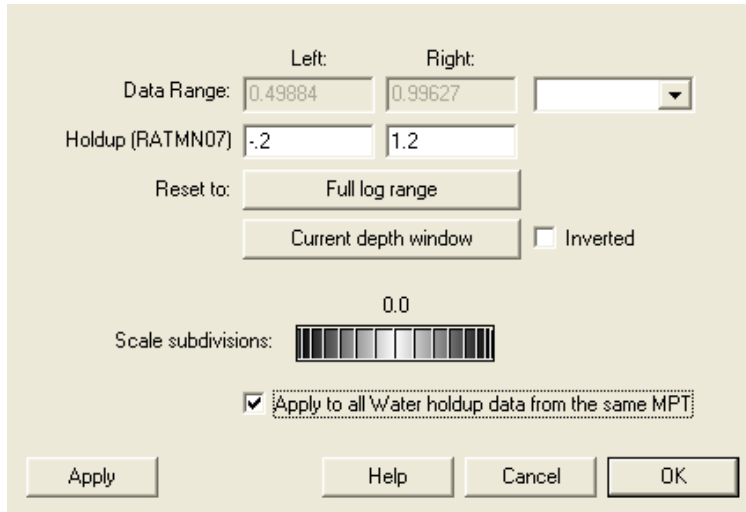 Left: Right:
Data Range: 0.49884 0.99627
Holdup (RATMN07) -.2 1.2
Reset to: Full log range
Current depth window Inverted
0.0
Scale subdivisions:
Apply to all Water holdup data from the same MPT
Apply Help Cancel OK